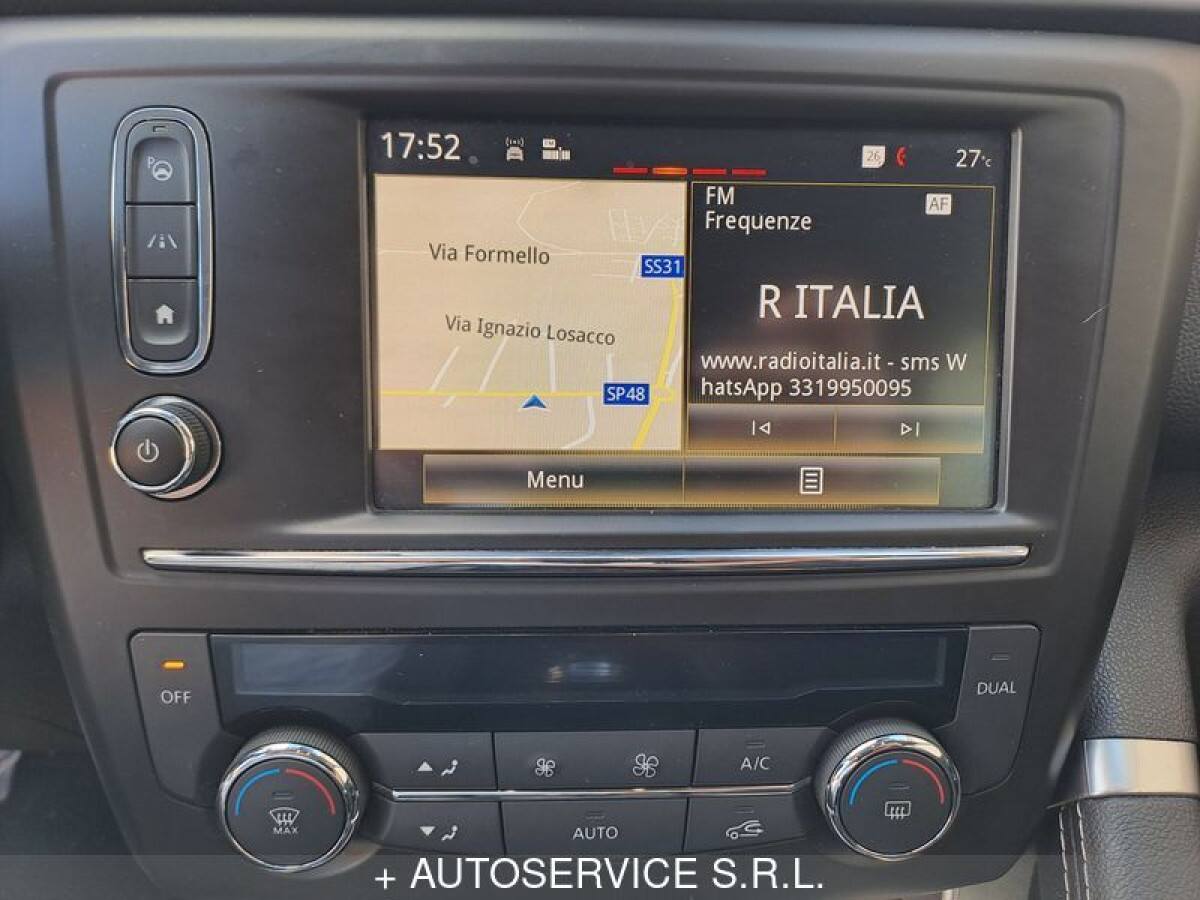 17:52
26
27°c
P
FM
AF
Frequenze
Via Formello
SS31
R ITALIA
Via Ignazio Losacco
www.radioitalia.it - sms W
hatsApp 3319950095
SP48
Menu
OFF
DUAL
A/C
MAX
AUTO
+ AUTOSERVICE S.R.L.